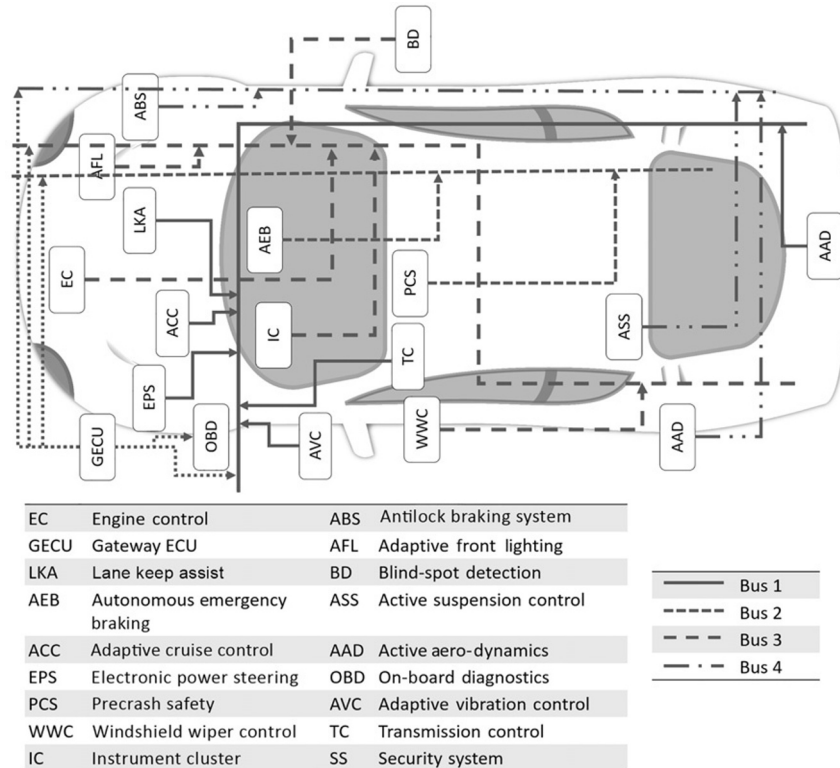 BD
ABS
AFL
LKA
AEB
AAD
EC
PCS
ACC
IC
ASS
TC
EPS
OBD
GECU
AVC
WWC
AAD
EC Engine control ABS Antilock braking system
GECU Gateway ECU AFL Adaptive front lighting
LKA Lane keep assist BD Blind-spot detection
AEB Autonomous emergency ASS Active suspension control
braking
ACC Adaptive cruise control AAD Active aero-dynamics
EPS Electronic power steering OBD On-board diagnostics
PCS Precrash safety AVC Adaptive vibration control
WWC Windshield wiper control TC Transmission control
IC Instrument cluster SS Security system
Bus 1
Bus 2
Bus 3
Bus 4